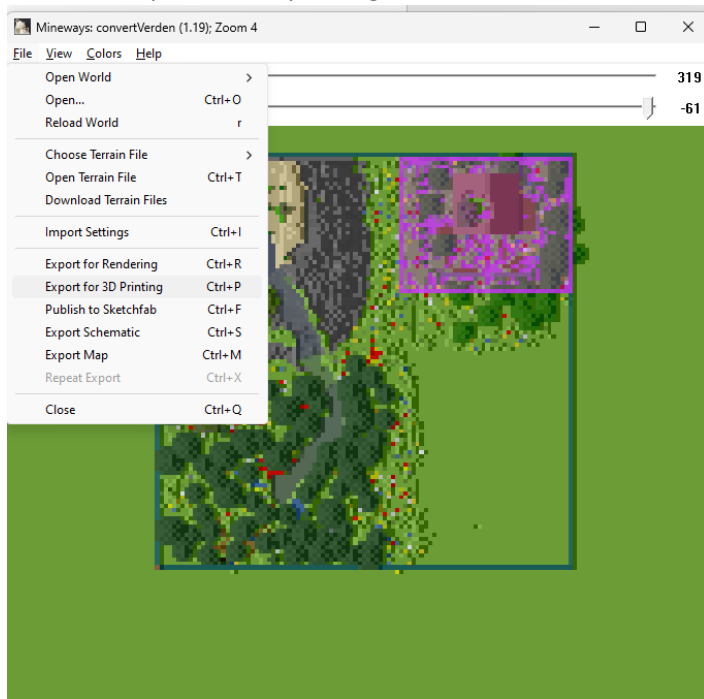 Mineways: convertVerden (1.19); Zoom 4
File View Colors Help
Open World >
Open... Ctrl+O
Reload World r
319
-61
Choose Terrain File >
Open Terrain File Ctrl+T
Download Terrain Files
Import Settings Ctrl+I
Export for Rendering Ctrl+R
Export for 3D Printing Ctrl+P
Publish to Sketchfab Ctrl+F
Export Schematic Ctrl+S
Export Map Ctrl+M
Repeat Export Ctrl+X
Close Ctrl+Q